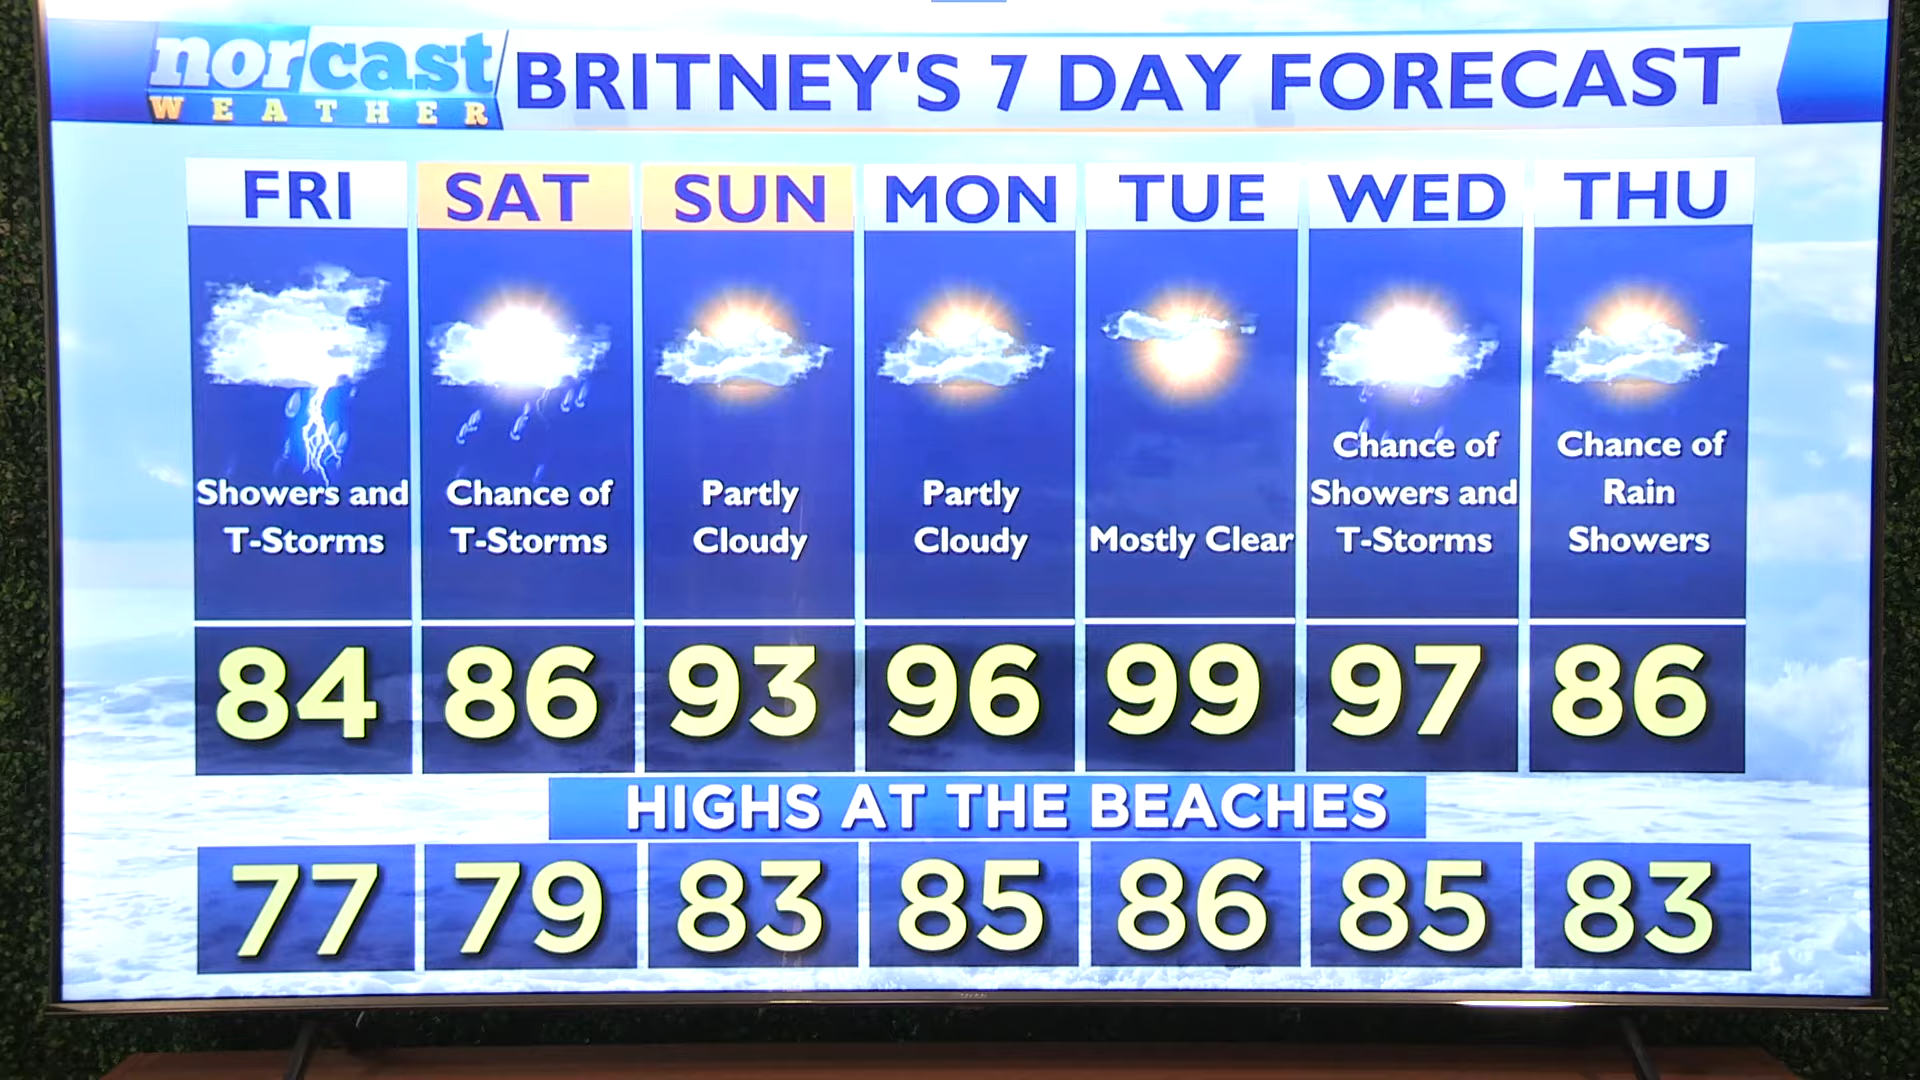 norcast
WEATHER
BRITNEY'S 7 DAY FORECAST
FRI SAT SUN MON TUE WED THU
Showers and
T-Storms
Chance of
T-Storms
Partly
Cloudy
Partly
Cloudy
Mostly Clear
Chance of
Showers and
T-Storms
Chance of
Rain
Showers
84 86 93 96 99 97 86
HIGHS AT THE BEACHES
77 79 83 85 86 85 83